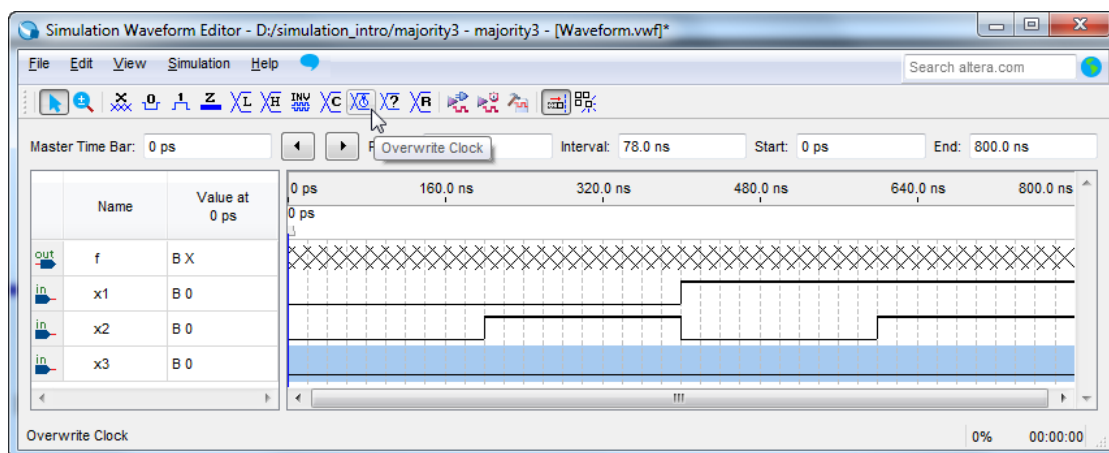 Simulation Waveform Editor - D:/simulation_intro/majority3 - majority3 - [Waveform.vwf]*
File Edit View Simulation Help Search altera.com
Master Time Bar: 0 ps Overwrite Clock Interval: 78.0 ns Start: 0 ps End: 800.0 ns
Name Value at 0 ps
0 ps 160.0 ns 320.0 ns 480.0 ns 640.0 ns 800.0 ns
0 ps
out f B X
in x1 B 0
in x2 B 0
in x3 B 0
Overwrite Clock 0% 00:00:00